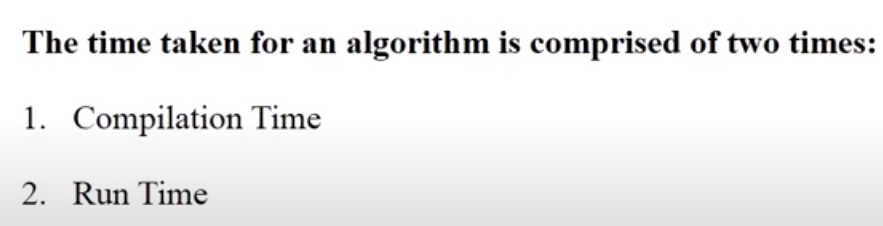 The time taken for an algorithm is comprised of two times:
1. Compilation Time
2. Run Time